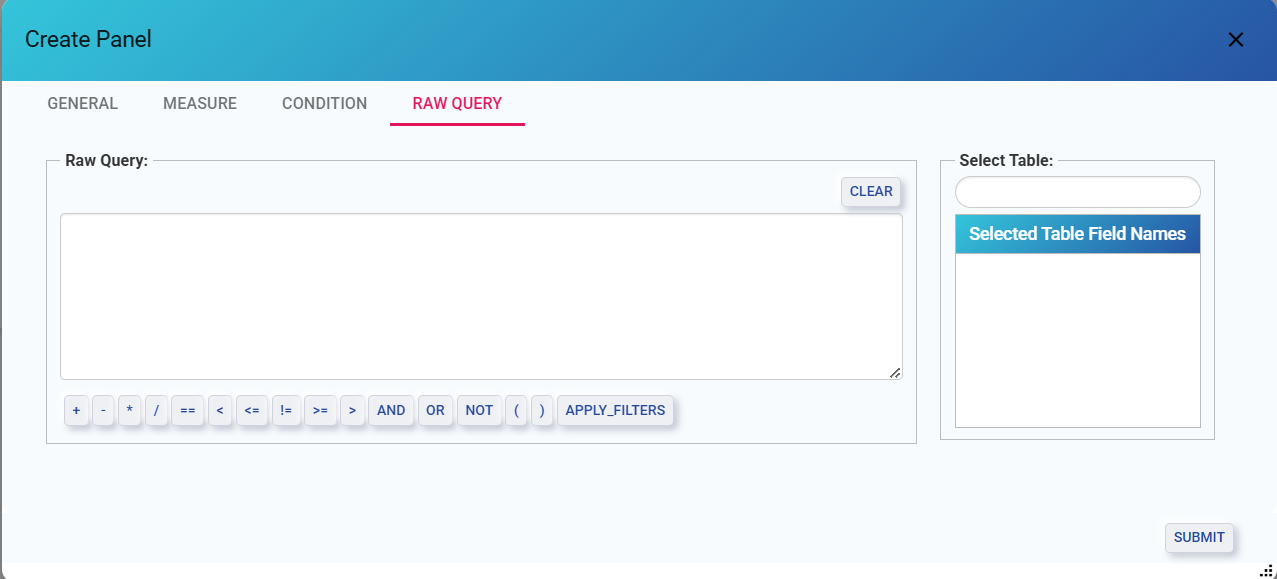 Create Panel
GENERAL MEASURE CONDITION RAW QUERY
Raw Query:
CLEAR
+ - * / == < <= != >= > AND OR NOT ( ) APPLY_FILTERS
Select Table:
Selected Table Field Names
SUBMIT